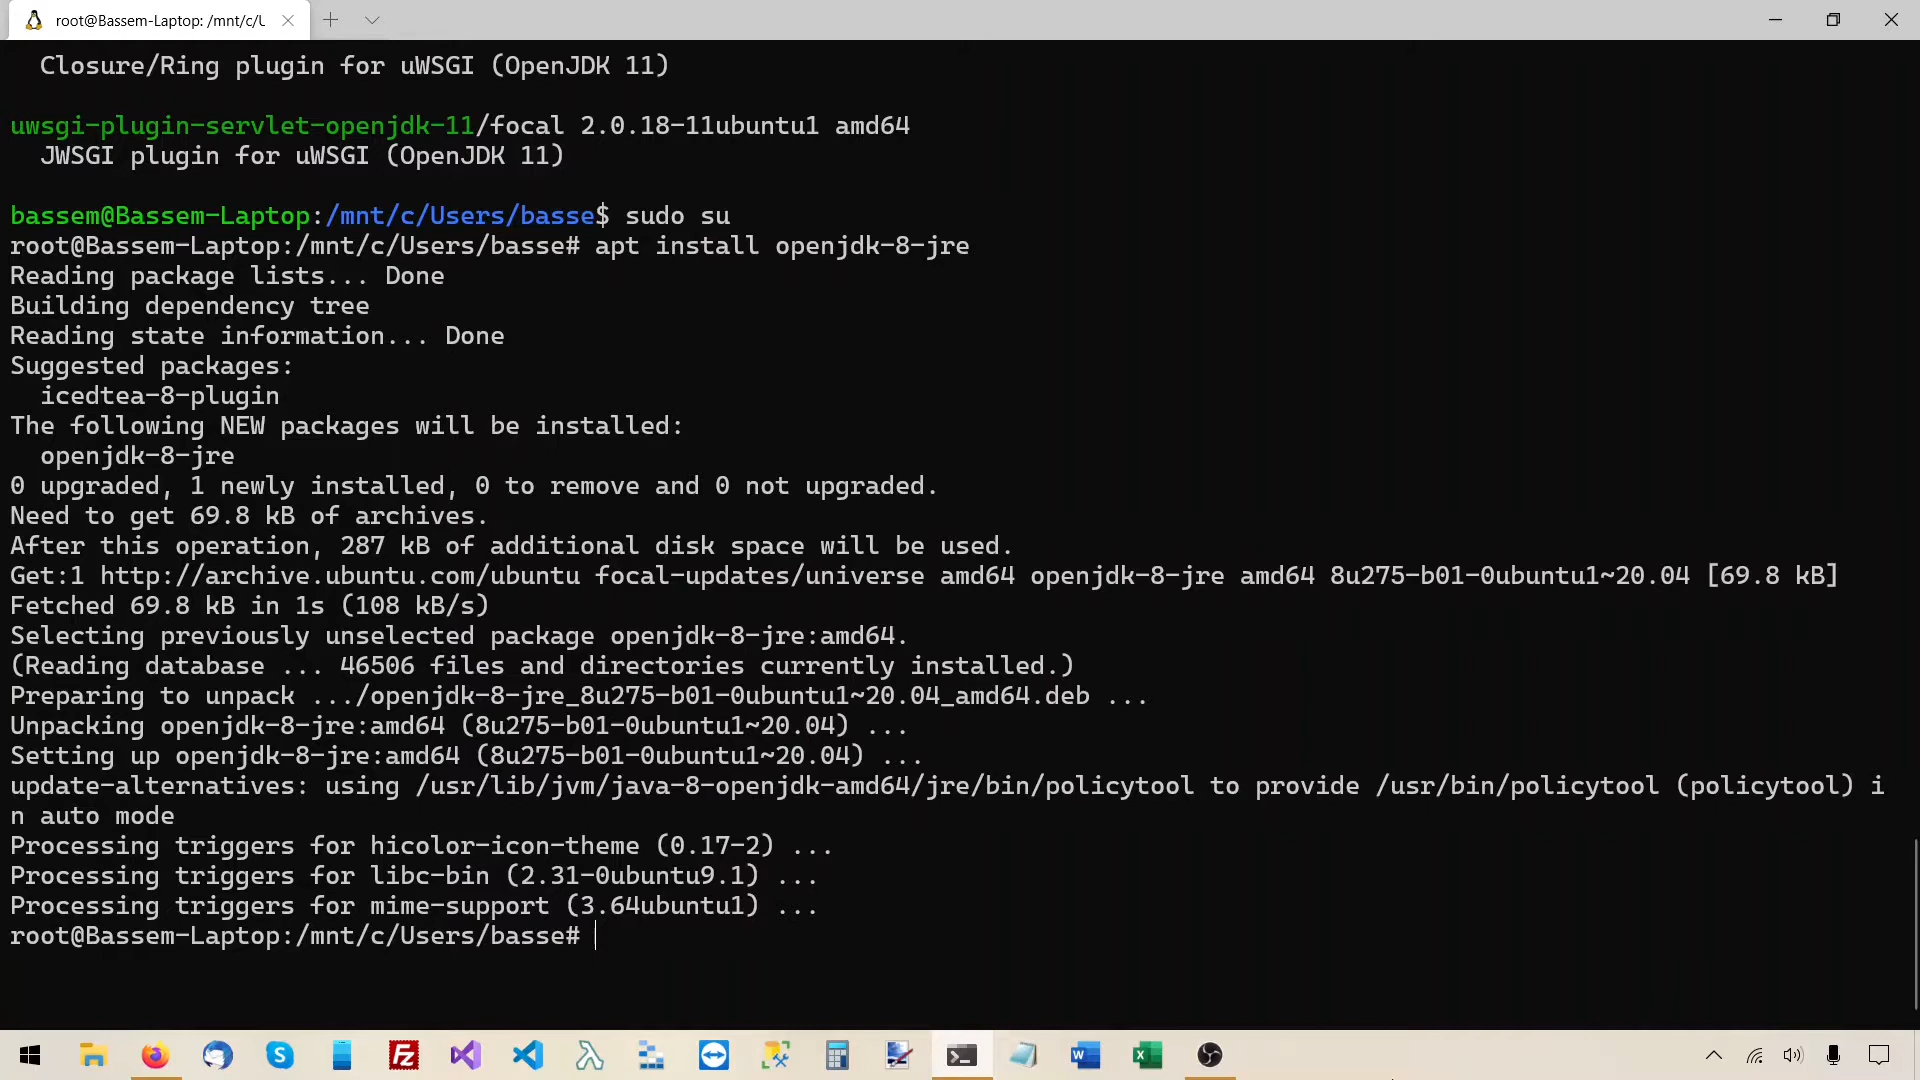 root@Bassem-Laptop: /mnt/c/U
Closure/Ring plugin for uWSGI (OpenJDK 11)
uwsgi-plugin-servlet-openjdk-11/focal 2.0.18-11ubuntu1 amd64
JWSGI plugin for uWSGI (OpenJDK 11)
bassem@Bassem-Laptop:/mnt/c/Users/basse$ sudo su
root@Bassem-Laptop:/mnt/c/Users/basse# apt install openjdk-8-jre
Reading package lists... Done
Building dependency tree
Reading state information... Done
Suggested packages:
icedtea-8-plugin
The following NEW packages will be installed:
openjdk-8-jre
0 upgraded, 1 newly installed, 0 to remove and 0 not upgraded.
Need to get 69.8 kB of archives.
After this operation, 287 kB of additional disk space will be used.
Get:1 http://archive.ubuntu.com/ubuntu focal-updates/universe amd64 openjdk-8-jre amd64 8u275-b01-0ubuntu1~20.04 [69.8 kB]
Fetched 69.8 kB in 1s (108 kB/s)
Selecting previously unselected package openjdk-8-jre:amd64.
(Reading database ... 46506 files and directories currently installed.)
Preparing to unpack .../openjdk-8-jre_8u275-b01-0ubuntu1~20.04_amd64.deb ...
Unpacking openjdk-8-jre:amd64 (8u275-b01-0ubuntu1~20.04) ...
Setting up openjdk-8-jre:amd64 (8u275-b01-0ubuntu1~20.04) ...
update-alternatives: using /usr/lib/jvm/java-8-openjdk-amd64/jre/bin/policytool to provide /usr/bin/policytool (policytool) i
n auto mode
Processing triggers for hicolor-icon-theme (0.17-2) ...
Processing triggers for libc-bin (2.31-0ubuntu9.1) ...
Processing triggers for mime-support (3.64ubuntu1) ...
root@Bassem-Laptop:/mnt/c/Users/basse#